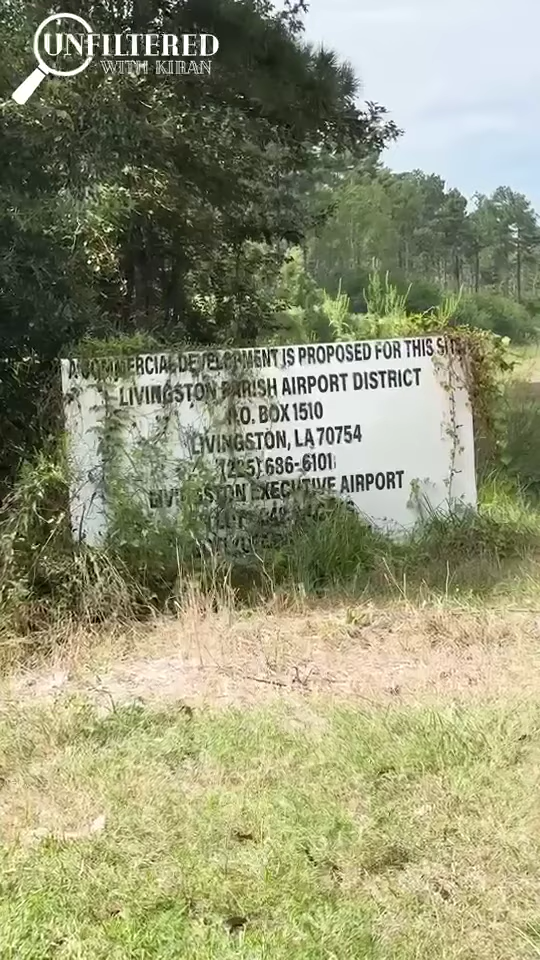 UNFILTERED
WITH KIRAN
A COMMERCIAL DEVELOPMENT IS PROPOSED FOR THIS SITE
LIVINGSTON PARISH AIRPORT DISTRICT
P.O. BOX 1510
LIVINGSTON, LA 70754
(225) 686-6101
LIVINGSTON EXECUTIVE AIRPORT